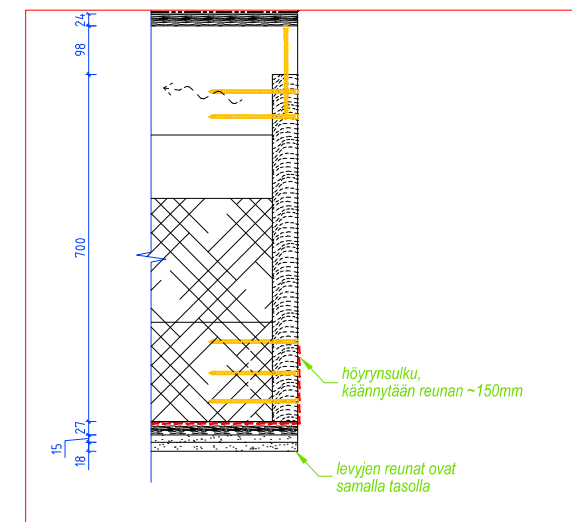 24
98
700
27
15
18
höyrynsulku,
käännytään reunan ~150mm
levyjen reunat ovat
samalla tasolla